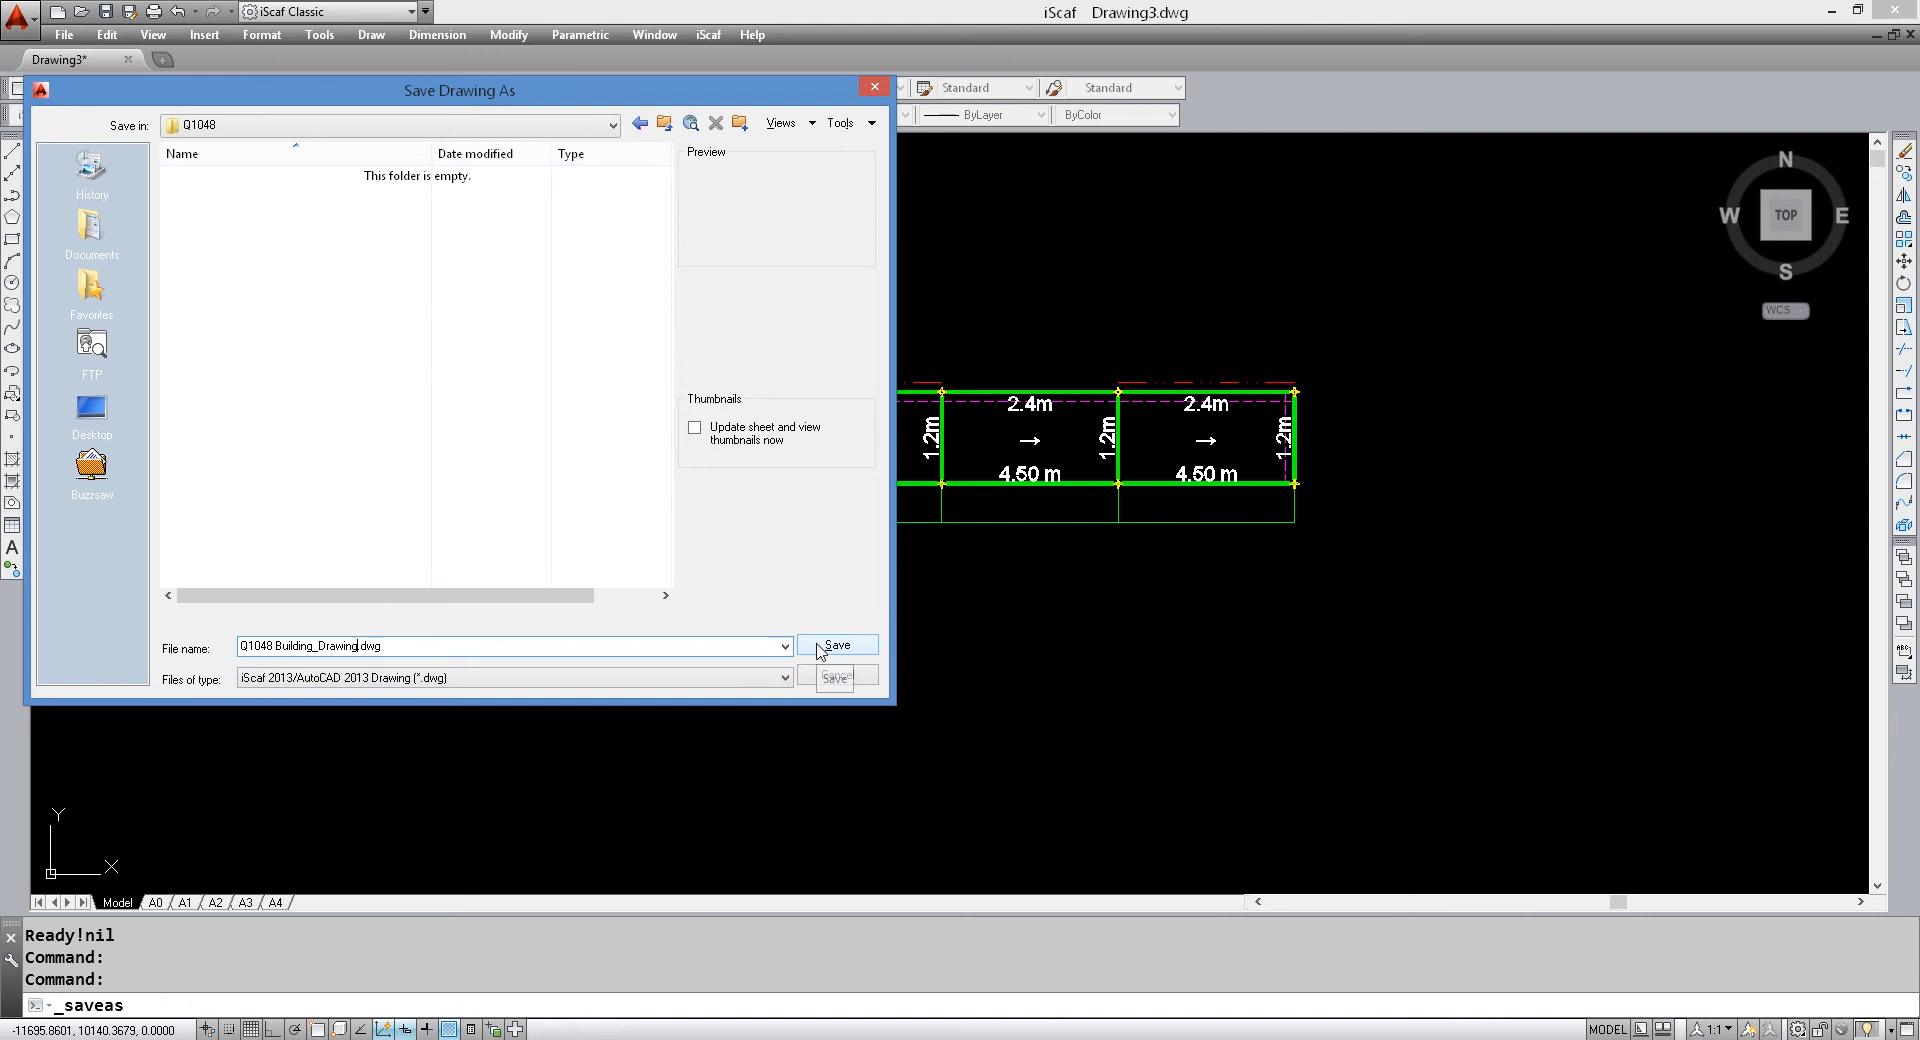 iScaf Classic
iScaf Drawing3.dwg
File Edit View Insert Format Tools Draw Dimension Modify Parametric Window iScaf Help
Drawing3*
Save Drawing As
Standard Standard
ByLayer ByColor
Save in: Q1048 Views Tools
Name Date modified Type
This folder is empty.
Preview
History
Documents
Favorites
FTP
Desktop
Buzzsaw
Thumbnails
Update sheet and view
thumbnails now
File name: Q1048 Building_Drawing.dwg Save
Files of type: iScaf 2013/AutoCAD 2013 Drawing (*.dwg)
Save
N
W TOP E
S
WCS
2.4m 2.4m
1.2m 1.2m 1.2m
4.50 m 4.50 m
Y
X
Model A0 A1 A2 A3 A4
Ready!nil
Command:
Command:
_saveas
-11695.8601, 10140.3679, 0.0000
MODEL 1:1